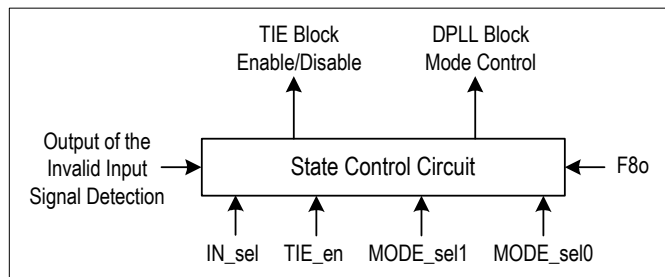 TIE Block
Enable/Disable
DPLL Block
Mode Control
Output of the
Invalid Input
Signal Detection
State Control Circuit
F8o
IN_sel
TIE_en
MODE_sel1
MODE_sel0